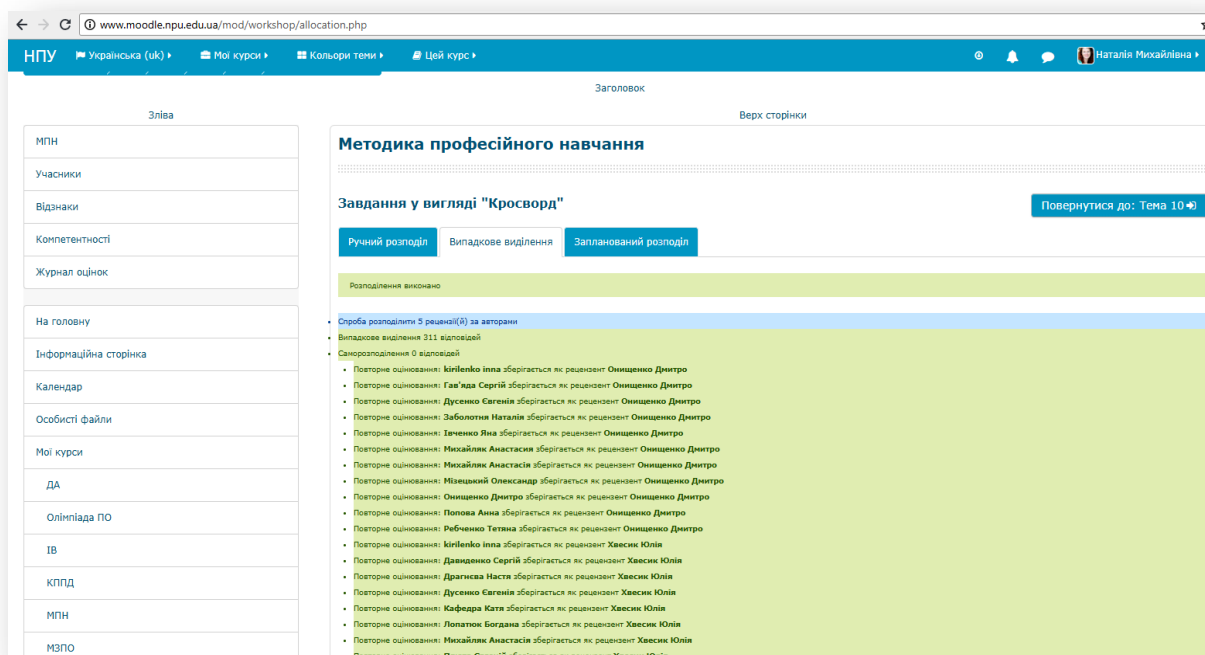 www.moodle.npu.edu.ua/mod/workshop/allocation.php
НПУ Українська (uk) Мої курси Кольори теми Цей курс Наталія Михайлівна
Заголовок
Зліва
Верх сторінки
МПН
Учасники
Відзнаки
Компетентності
Журнал оцінок
На головну
Інформаційна сторінка
Календар
Особисті файли
Мої курси
ДА
Олімпіада ПО
ІВ
КППД
МПН
МЗПО
Методика професійного навчання
Завдання у вигляді "Кросворд"
Повернутися до: Тема 10
Ручний розподіл Випадкове виділення Запланований розподіл
Розподілення виконано
Спроба розподілити 5 рецензії(й) за авторами
Випадкове виділення 311 відповідей
Саморозподілення 0 відповідей
Повторне оцінювання: kirilenko inna зберігається як рецензент Онищенко Дмитро
Повторне оцінювання: Гав'яда Сергій зберігається як рецензент Онищенко Дмитро
Повторне оцінювання: Дусенко Євгенія зберігається як рецензент Онищенко Дмитро
Повторне оцінювання: Заболотня Наталія зберігається як рецензент Онищенко Дмитро
Повторне оцінювання: Івченко Яна зберігається як рецензент Онищенко Дмитро
Повторне оцінювання: Михайляк Анастасия зберігається як рецензент Онищенко Дмитро
Повторне оцінювання: Михайляк Анастасія зберігається як рецензент Онищенко Дмитро
Повторне оцінювання: Мізецький Олександр зберігається як рецензент Онищенко Дмитро
Повторне оцінювання: Онищенко Дмитро зберігається як рецензент Онищенко Дмитро
Повторне оцінювання: Попова Анна зберігається як рецензент Онищенко Дмитро
Повторне оцінювання: Ребченко Тетяна зберігається як рецензент Онищенко Дмитро
Повторне оцінювання: kirilenko inna зберігається як рецензент Хвесик Юлія
Повторне оцінювання: Давиденко Сергій зберігається як рецензент Хвесик Юлія
Повторне оцінювання: Драгнєва Настя зберігається як рецензент Хвесик Юлія
Повторне оцінювання: Дусенко Євгенія зберігається як рецензент Хвесик Юлія
Повторне оцінювання: Кафедра Катя зберігається як рецензент Хвесик Юлія
Повторне оцінювання: Лопатюк Богдана зберігається як рецензент Хвесик Юлія
Повторне оцінювання: Михайляк Анастасія зберігається як рецензент Хвесик Юлія